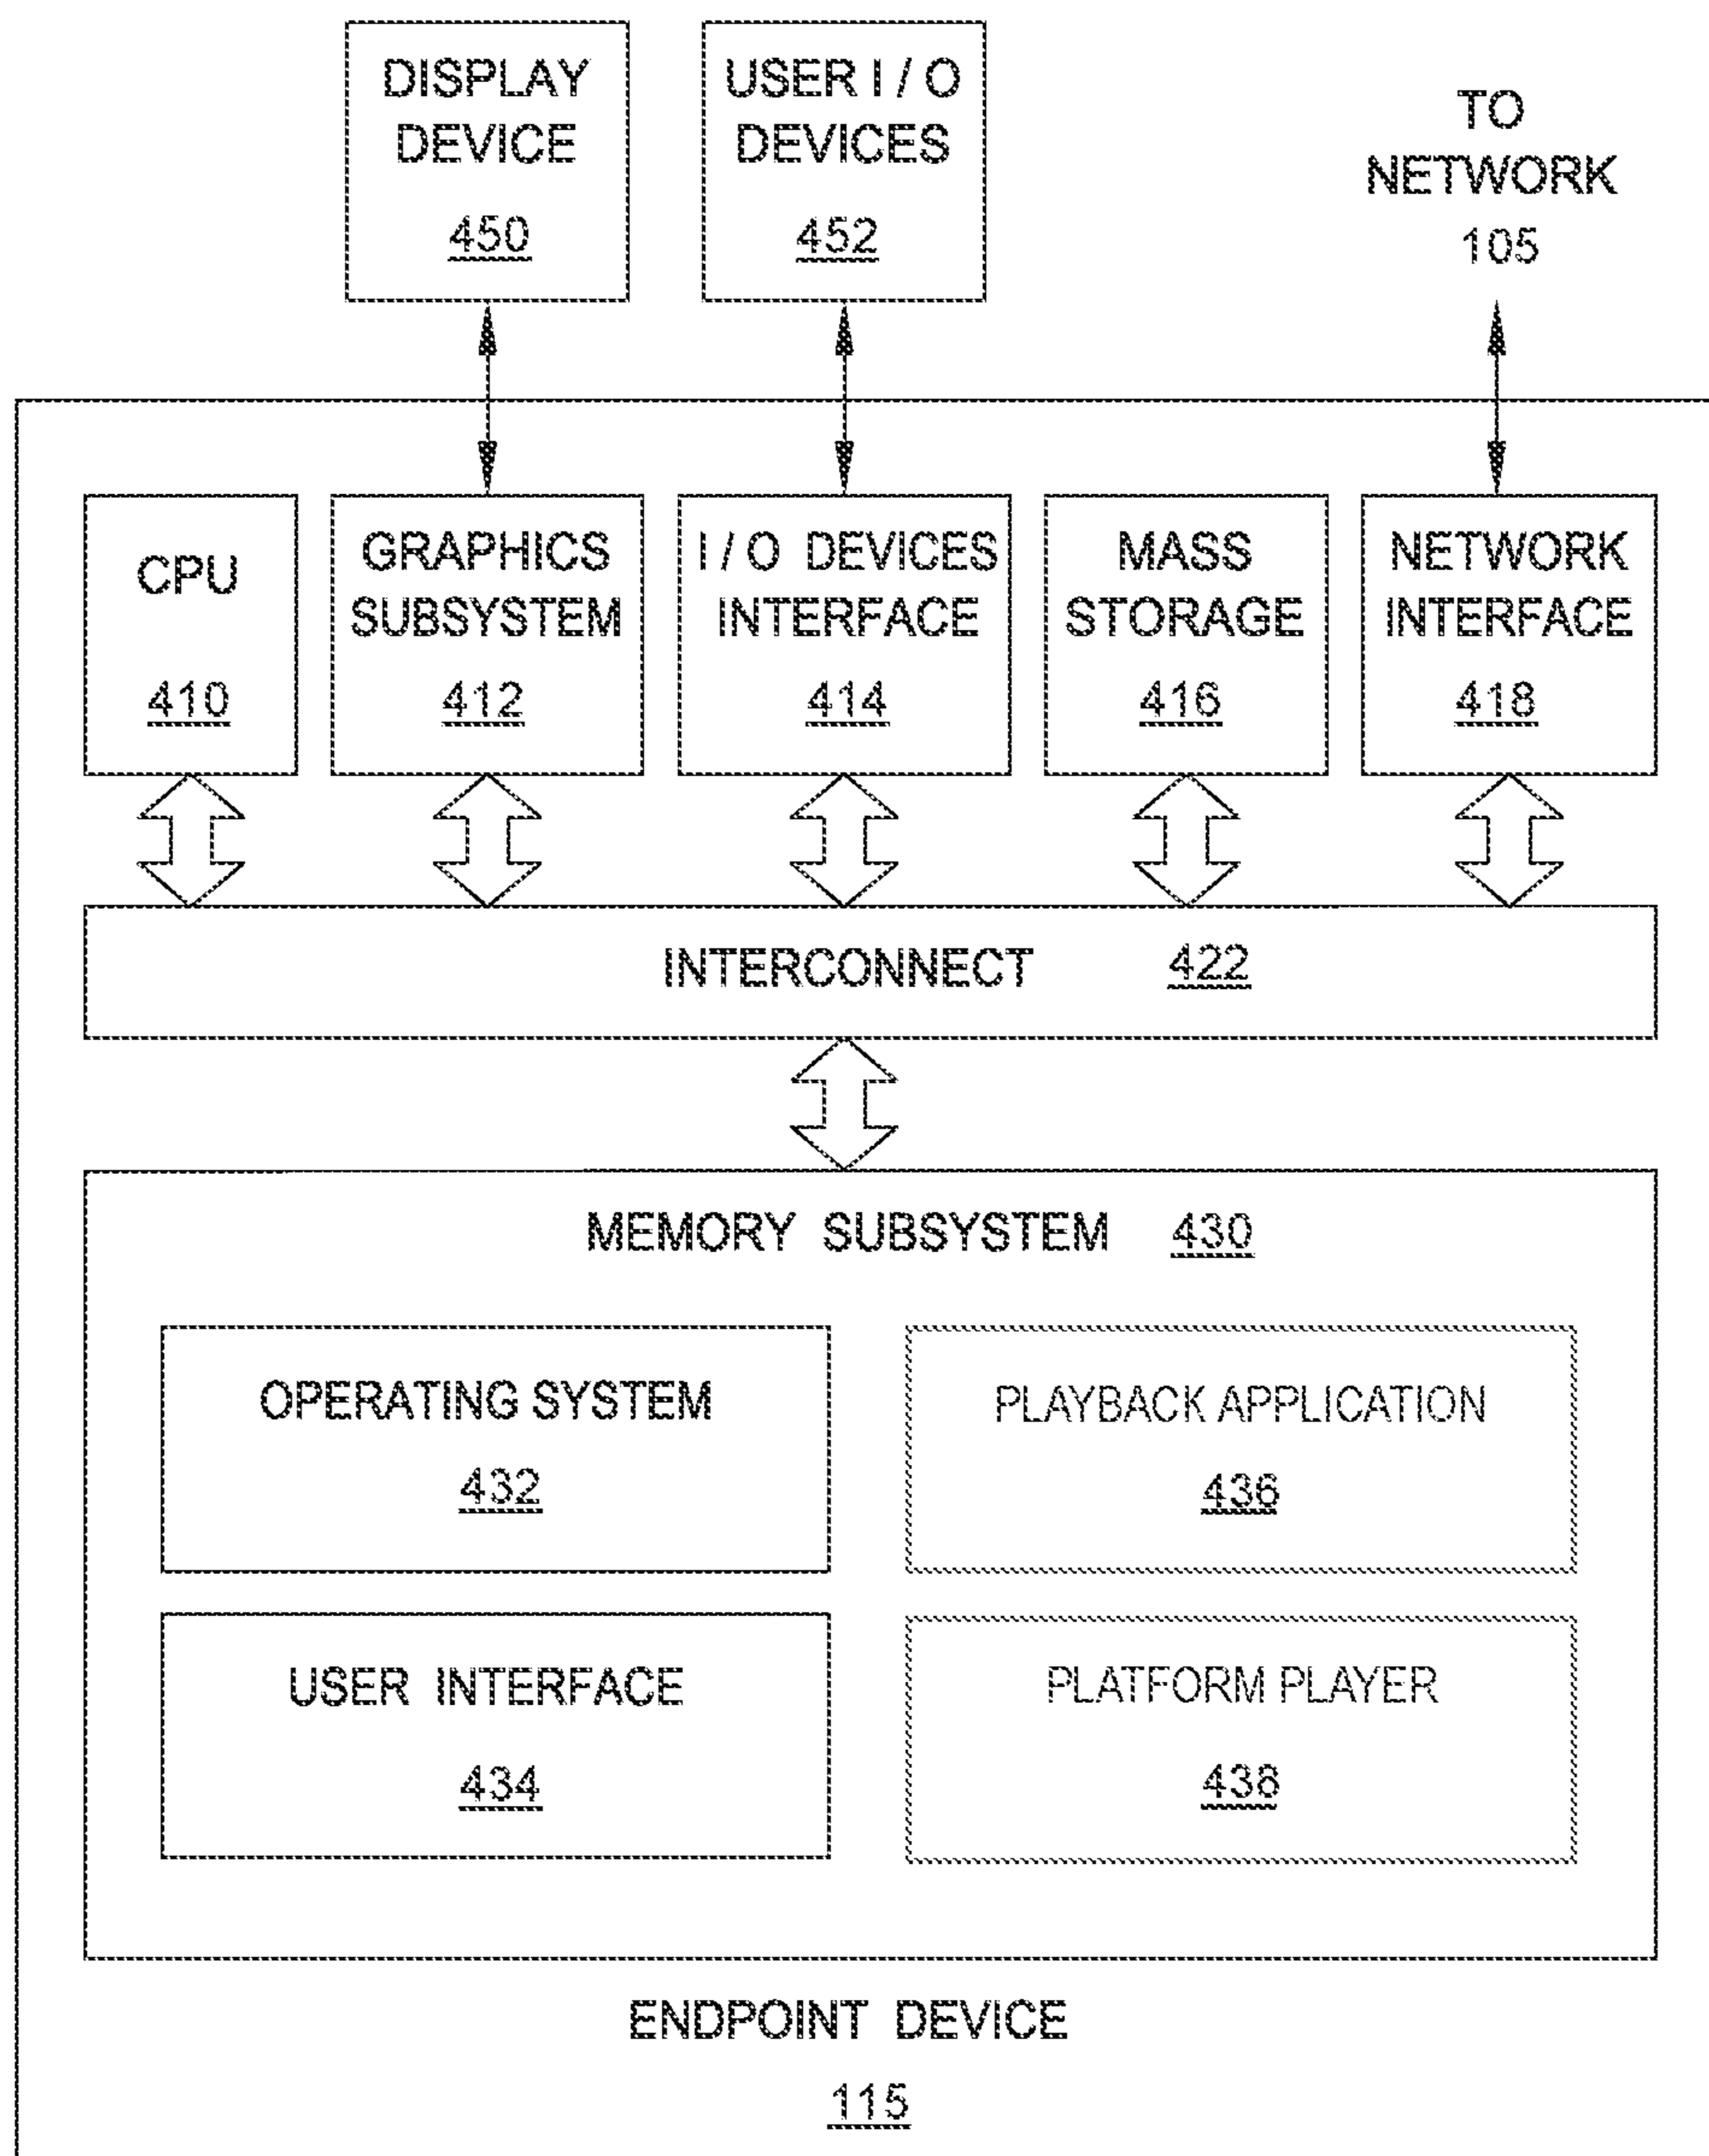 DISPLAY
DEVICE
450
USER I / O
DEVICES
452
TO
NETWORK
105
CPU
410
GRAPHICS
SUBSYSTEM
412
I / O DEVICES
INTERFACE
414
MASS
STORAGE
416
NETWORK
INTERFACE
418
INTERCONNECT 422
MEMORY SUBSYSTEM 430
OPERATING SYSTEM
432
PLAYBACK APPLICATION
436
USER INTERFACE
434
PLATFORM PLAYER
438
ENDPOINT DEVICE
115